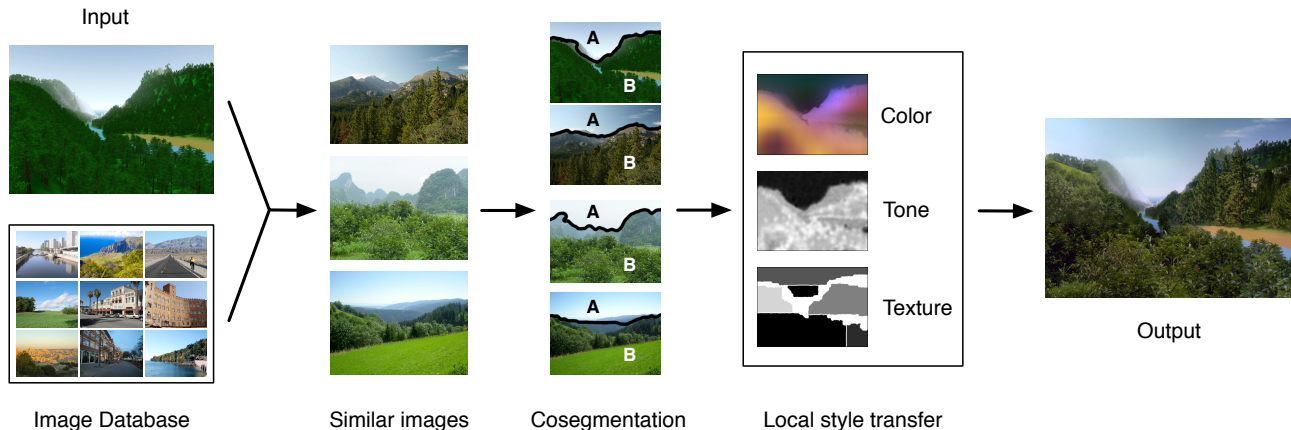 Input
Image Database
Similar images
A
B
A
B
A
B
A
B
Cosegmentation
Color
Tone
Texture
Local style transfer
Output